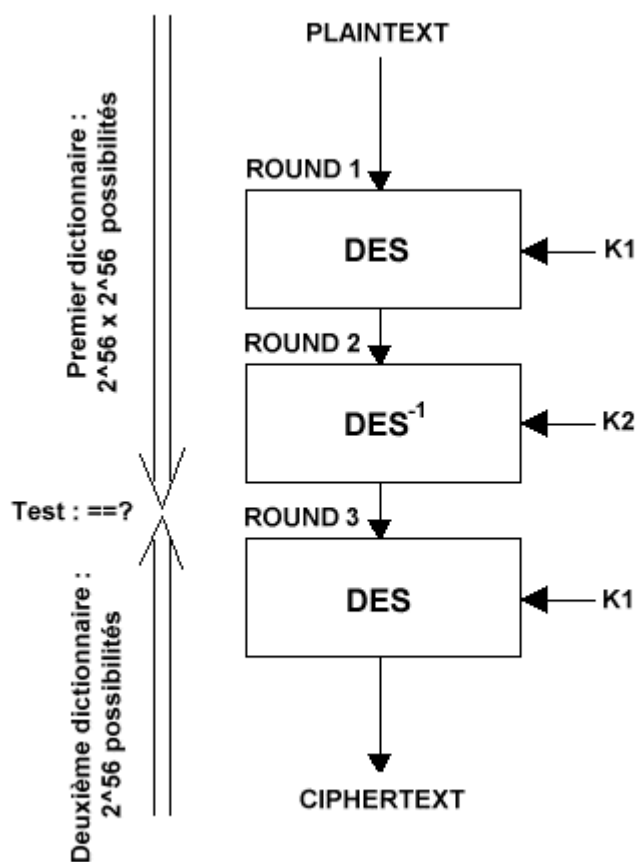 PLAINTEXT
Premier dictionnaire :
2^56 x 2^56 possibilités
ROUND 1
DES
K1
ROUND 2
DES-1
K2
Test : ==?
ROUND 3
DES
K1
Deuxième dictionnaire :
2^56 possibilités
CIPHERTEXT